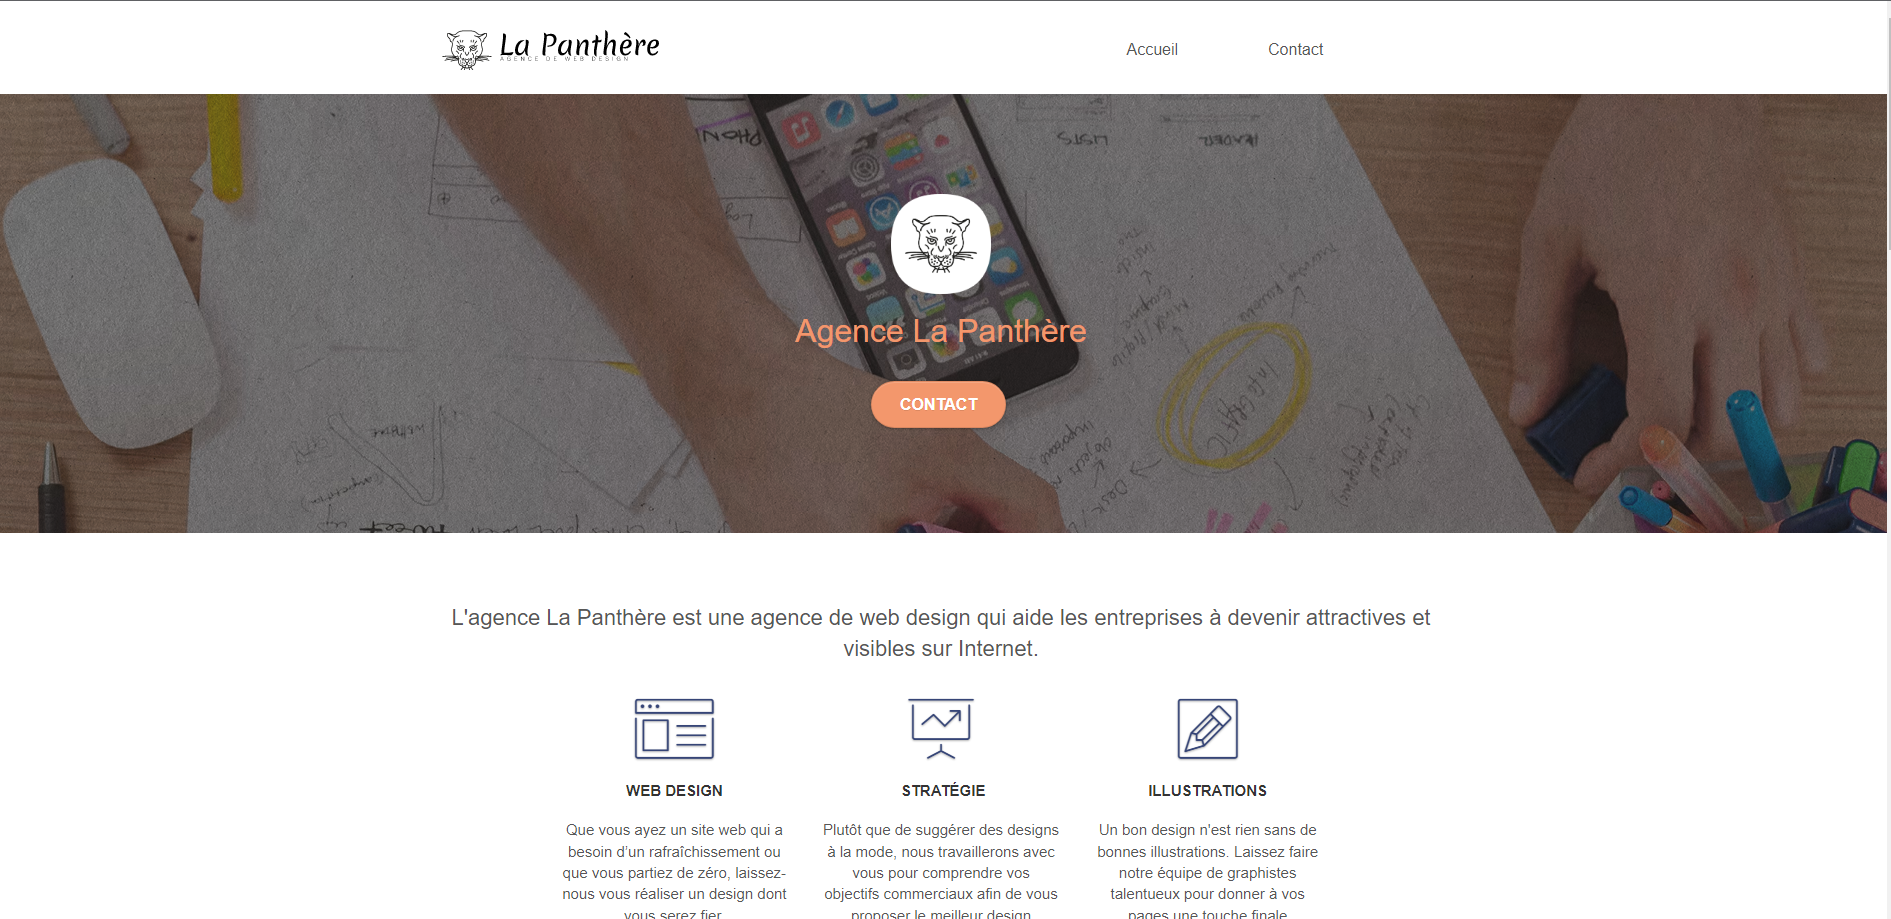 La Panthère
AGENCE DE WEB DESIGN
Accueil
Contact
PHON
LISTS
HEADER
Agence La Panthère
CONTACT
INFOGRAPHIC
L'agence La Panthère est une agence de web design qui aide les entreprises à devenir attractives et
visibles sur Internet.
WEB DESIGN
STRATÉGIE
ILLUSTRATIONS
Que vous ayez un site web qui a
besoin d’un rafraîchissement ou
que vous partiez de zéro, laissez-
nous vous réaliser un design dont
vous serez fier.
Plutôt que de suggérer des designs
à la mode, nous travaillerons avec
vous pour comprendre vos
objectifs commerciaux afin de vous
proposer le meilleur design
Un bon design n'est rien sans de
bonnes illustrations. Laissez faire
notre équipe de graphistes
talentueux pour donner à vos
pages une touche finale